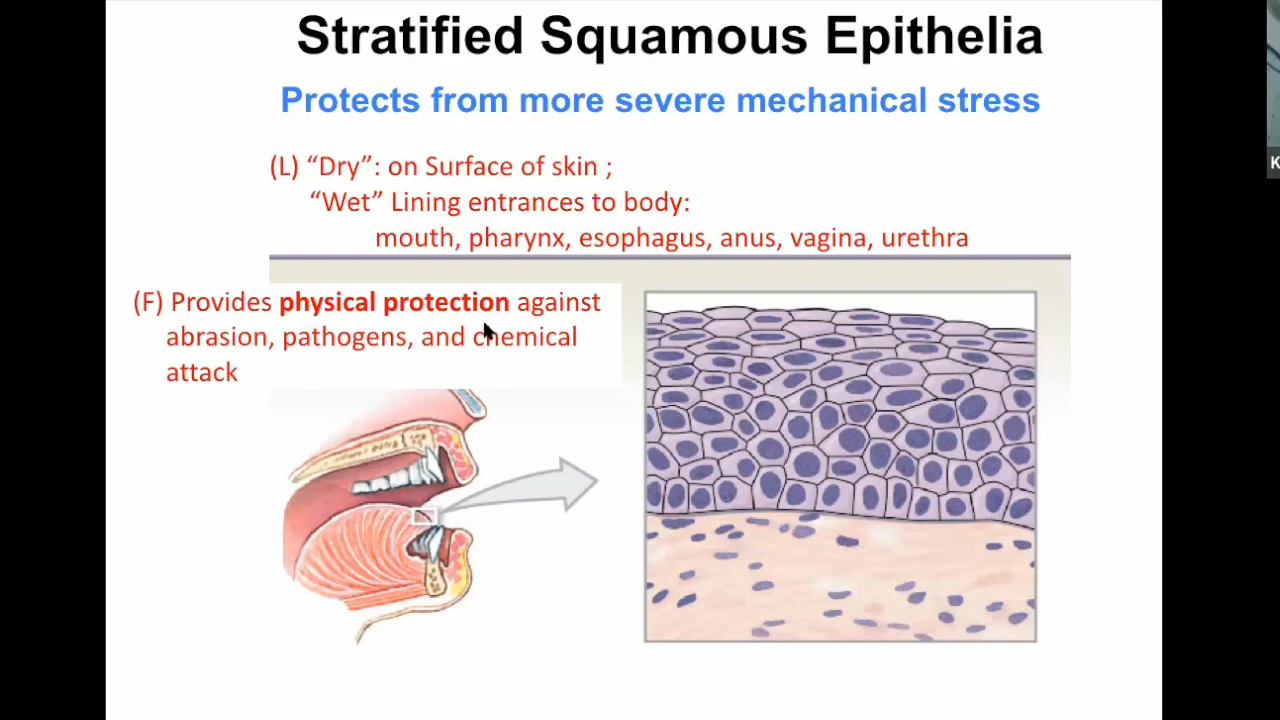 Stratified Squamous Epithelia
Protects from more severe mechanical stress
(L) “Dry”: on Surface of skin ;
“Wet” Lining entrances to body:
mouth, pharynx, esophagus, anus, vagina, urethra
(F) Provides physical protection against
abrasion, pathogens, and chemical
attack
K